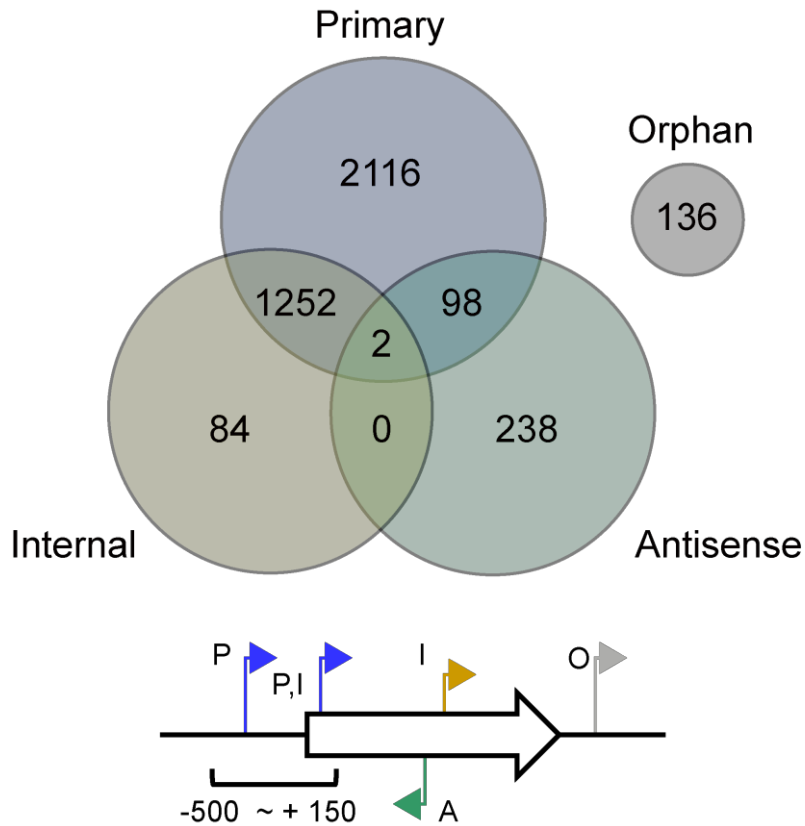 Primary
Orphan
2116
136
1252
98
2
84
0
238
Internal
Antisense
P
P,I
I
O
-500 ~ + 150
A